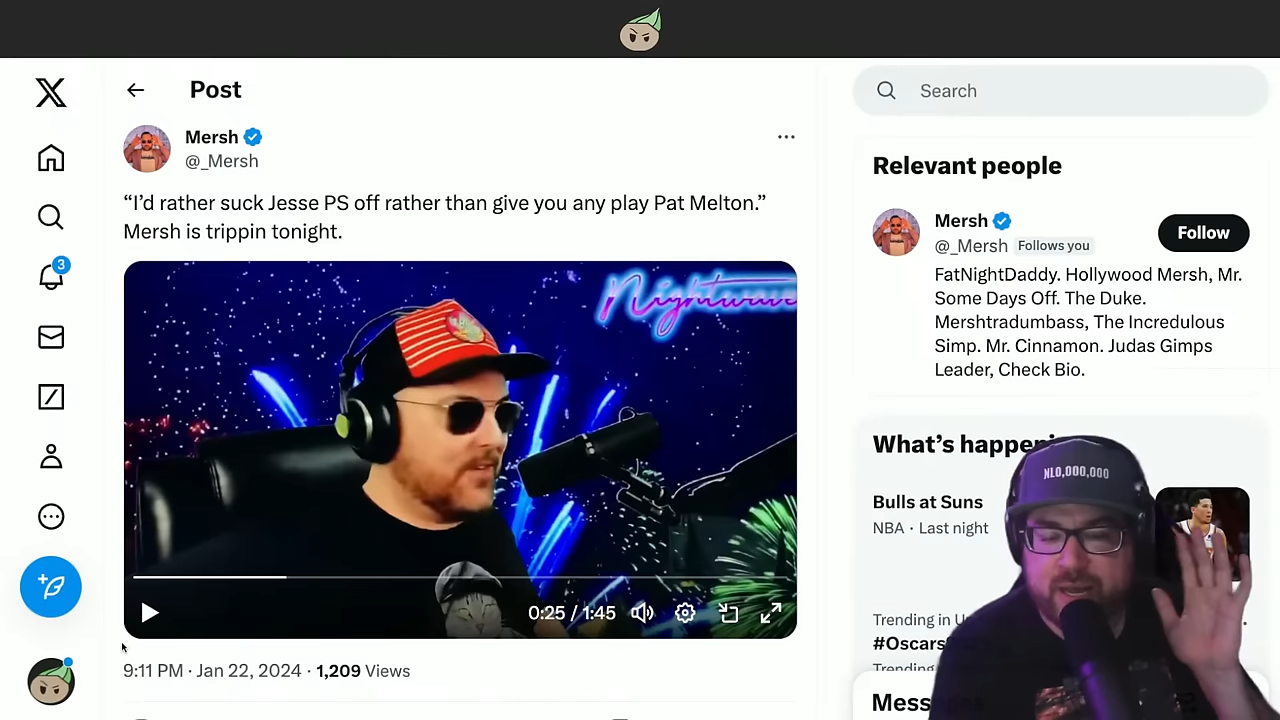 Post
Search
Mersh
@_Mersh
“I’d rather suck Jesse PS off rather than give you any play Pat Melton.”
Mersh is trippin tonight.
Nightwave
0:25 / 1:45
9:11 PM · Jan 22, 2024 · 1,209 Views
3
Relevant people
Mersh
@_Mersh Follows you
Follow
FatNightDaddy. Hollywood Mersh, Mr.
Some Days Off. The Duke.
Mershtradumbass, The Incredulous
Simp. Mr. Cinnamon. Judas Gimps
Leader, Check Bio.
What’s happeni
Bulls at Suns
NBA · Last night
Trending in U
#Oscars
Trending
Mess
NLO,000,000